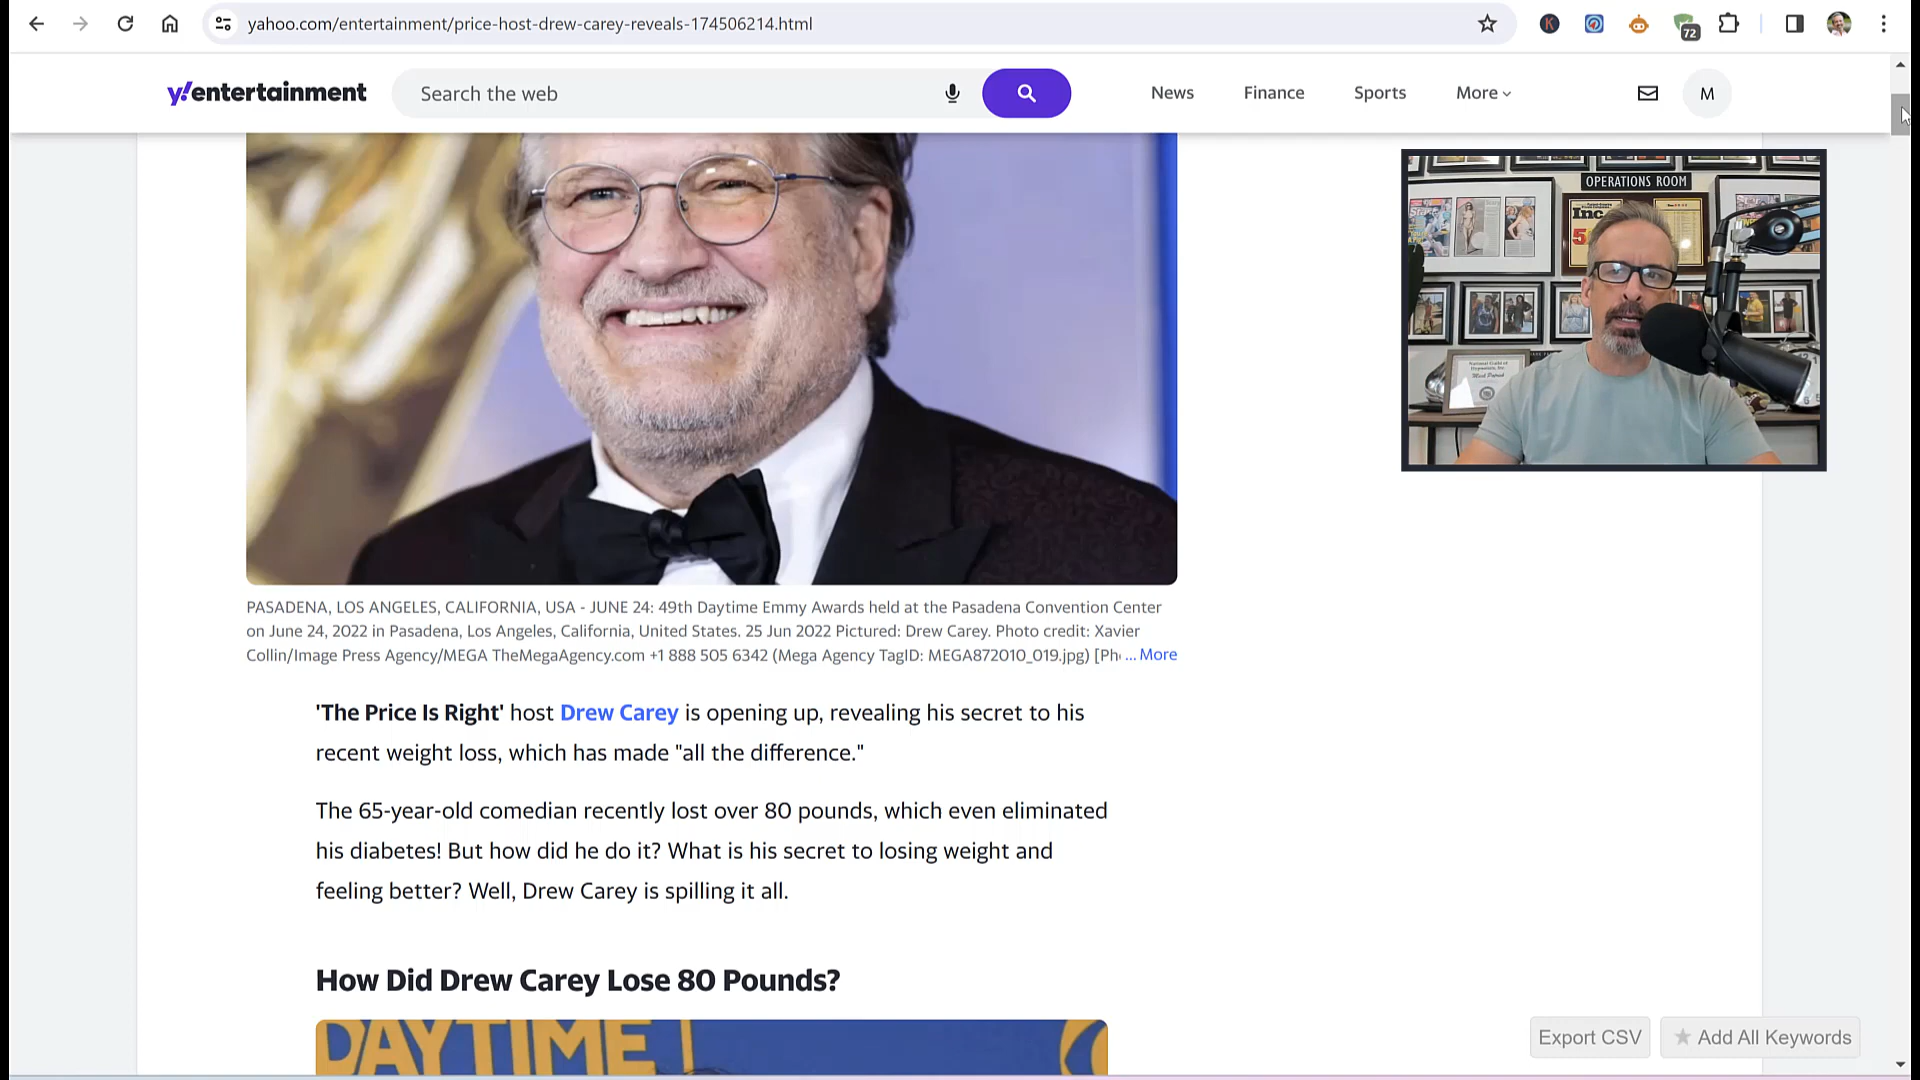 yahoo.com/entertainment/price-host-drew-carey-reveals-174506214.html
K
72
y!entertainment
Search the web
News
Finance
Sports
More
M
OPERATIONS ROOM
Inc
PASADENA, LOS ANGELES, CALIFORNIA, USA - JUNE 24: 49th Daytime Emmy Awards held at the Pasadena Convention Center
on June 24, 2022 in Pasadena, Los Angeles, California, United States. 25 Jun 2022 Pictured: Drew Carey. Photo credit: Xavier
Collin/Image Press Agency/MEGA TheMegaAgency.com +1 888 505 6342 (Mega Agency TagID: MEGA872010_019.jpg) [Ph ... More
'The Price Is Right' host Drew Carey is opening up, revealing his secret to his
recent weight loss, which has made "all the difference."
The 65-year-old comedian recently lost over 80 pounds, which even eliminated
his diabetes! But how did he do it? What is his secret to losing weight and
feeling better? Well, Drew Carey is spilling it all.
How Did Drew Carey Lose 80 Pounds?
DAYTIME
Export CSV
Add All Keywords